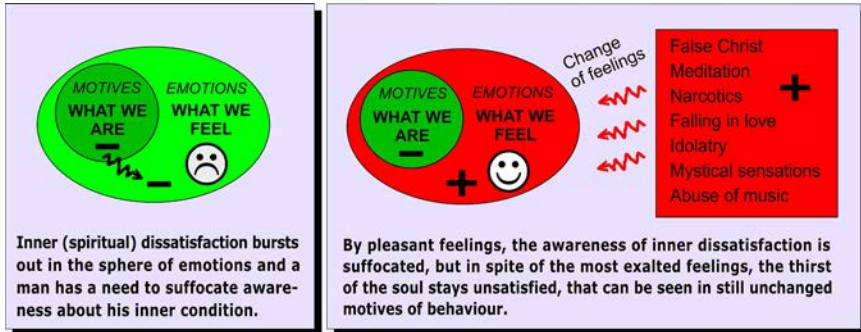 MOTIVES
WHAT WE
ARE
EMOTIONS
WHAT WE
FEEL
Inner (spiritual) dissatisfaction bursts
out in the sphere of emotions and a
man has a need to suffocate aware-
ness about his inner condition.
MOTIVES
WHAT WE
ARE
EMOTIONS
WHAT WE
FEEL
Change
of feelings
False Christ
Meditation
Narcotics
Falling in love
Idolatry
Mystical sensations
Abuse of music
By pleasant feelings, the awareness of inner dissatisfaction is
suffocated, but in spite of the most exalted feelings, the thirst
of the soul stays unsatisfied, that can be seen in still unchanged
motives of behaviour.